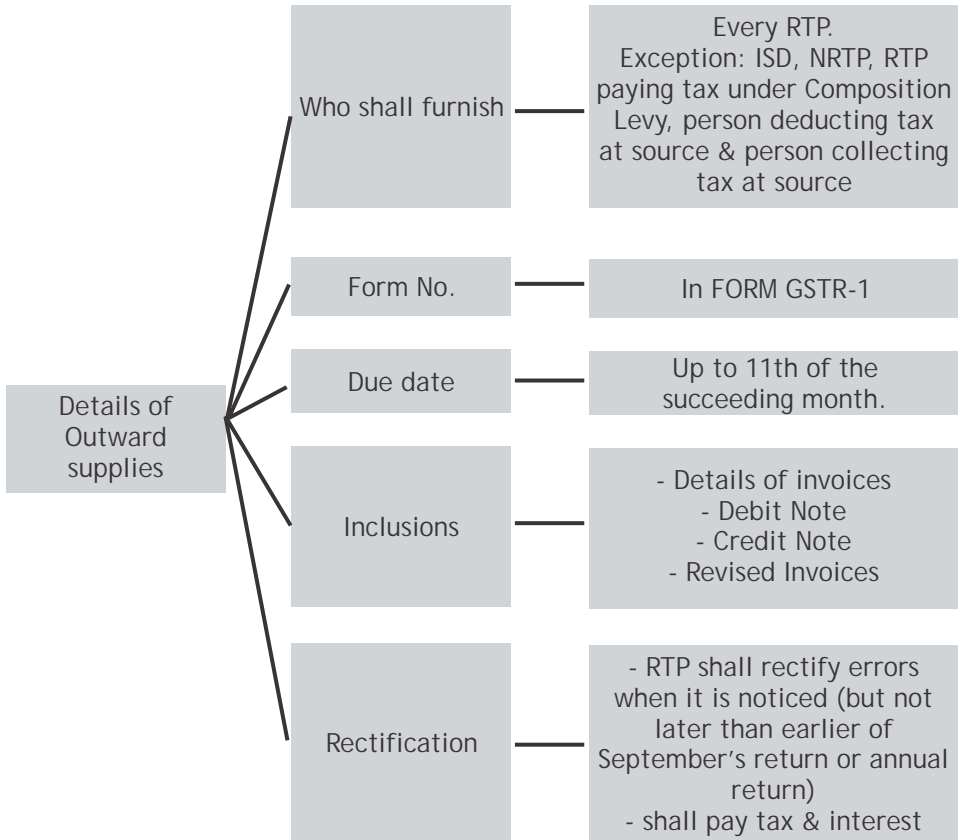 Details of
Outward
supplies
Who shall furnish
Every RTP.
Exception: ISD, NRTP, RTP
paying tax under Composition
Levy, person deducting tax
at source & person collecting
tax at source
Form No.
In FORM GSTR-1
Due date
Up to 11th of the
succeeding month.
Inclusions
- Details of invoices
- Debit Note
- Credit Note
- Revised Invoices
Rectification
- RTP shall rectify errors
when it is noticed (but not
later than earlier of
September’s return or annual
return)
- shall pay tax & interest